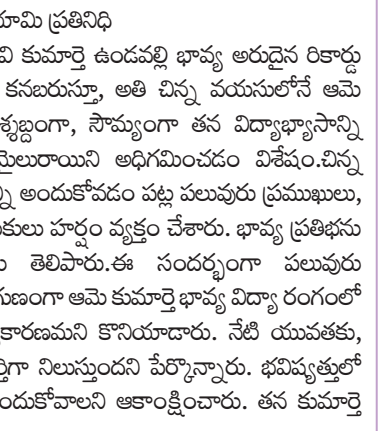 రామి ప్రతినిధి
వి కుమార్తె ఉండవల్లి భావ్య అరుదైన రికార్డు
కనబరుస్తూ, అతి చిన్న వయసులోనే ఆమె
శ్శబ్దంగా, సౌమ్యంగా తన విద్యాభ్యాసాన్ని
మైలురాయిని అధిగమించడం విశేషం.చిన్న
న్ని అందుకోవడం పట్ల పలువురు ప్రముఖులు,
కులు హర్షం వ్యక్తం చేశారు. భావ్య ప్రతిభను
ు తెలిపారు.ఈ సందర్భంగా పలువురు
గుణంగా ఆమె కుమార్తె భావ్య విద్యా రంగంలో
కారణమని కొనియాడారు. నేటి యువతకు,
ర్తిగా నిలుస్తుందని పేర్కొన్నారు. భవిష్యత్తులో
ందుకోవాలని ఆకాంక్షించారు. తన కుమార్తె